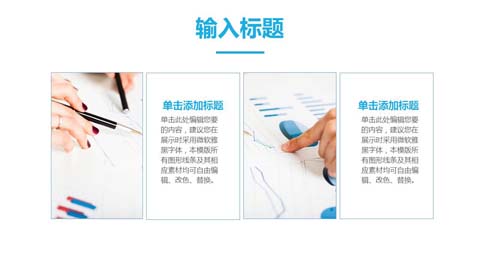 输入标题
单击添加标题
单击此处编辑您要
的内容，建议您在
展示时采用微软雅
黑字体，本模版所
有图形线条及其相
应素材均可自由编
辑、改色、替换。
单击添加标题
单击此处编辑您要
的内容，建议您在
展示时采用微软雅
黑字体，本模版所
有图形线条及其相
应素材均可自由编
辑、改色、替换。